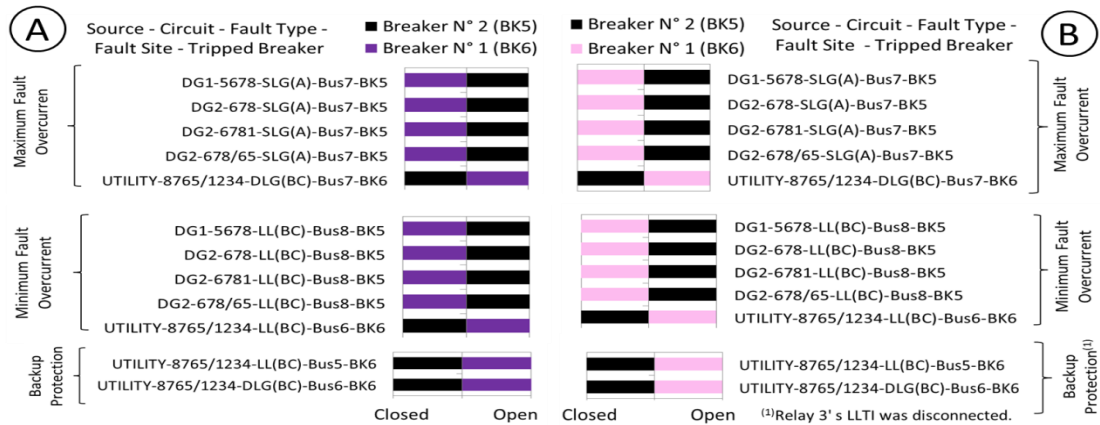 A
Source - Circuit - Fault Type -
Fault Site - Tripped Breaker
Breaker N° 2 (BK5)
Breaker N° 1 (BK6)
Maximum Fault
Overcurren
DG1-5678-SLG(A)-Bus7-BK5
DG2-678-SLG(A)-Bus7-BK5
DG2-6781-SLG(A)-Bus7-BK5
DG2-678/65-SLG(A)-Bus7-BK5
UTILITY-8765/1234-DLG(BC)-Bus7-BK6
Minimum Fault
Overcurrent
DG1-5678-LL(BC)-Bus8-BK5
DG2-678-LL(BC)-Bus8-BK5
DG2-6781-LL(BC)-Bus8-BK5
DG2-678/65-LL(BC)-Bus8-BK5
UTILITY-8765/1234-LL(BC)-Bus6-BK6
Backup
Protection
UTILITY-8765/1234-LL(BC)-Bus5-BK6
UTILITY-8765/1234-DLG(BC)-Bus6-BK6
Closed Open
B
Breaker N° 2 (BK5)
Breaker N° 1 (BK6)
Source - Circuit - Fault Type -
Fault Site - Tripped Breaker
DG1-5678-SLG(A)-Bus7-BK5
DG2-678-SLG(A)-Bus7-BK5
DG2-6781-SLG(A)-Bus7-BK5
DG2-678/65-SLG(A)-Bus7-BK5
UTILITY-8765/1234-DLG(BC)-Bus7-BK6
Maximum Fault
Overcurrent
DG1-5678-LL(BC)-Bus8-BK5
DG2-678-LL(BC)-Bus8-BK5
DG2-6781-LL(BC)-Bus8-BK5
DG2-678/65-LL(BC)-Bus8-BK5
UTILITY-8765/1234-LL(BC)-Bus6-BK6
Minimum Fault
Overcurrent
UTILITY-8765/1234-LL(BC)-Bus5-BK6
UTILITY-8765/1234-DLG(BC)-Bus6-BK6
Backup
Protection(1)
Closed Open
(1)Relay 3' s LLTI was disconnected.